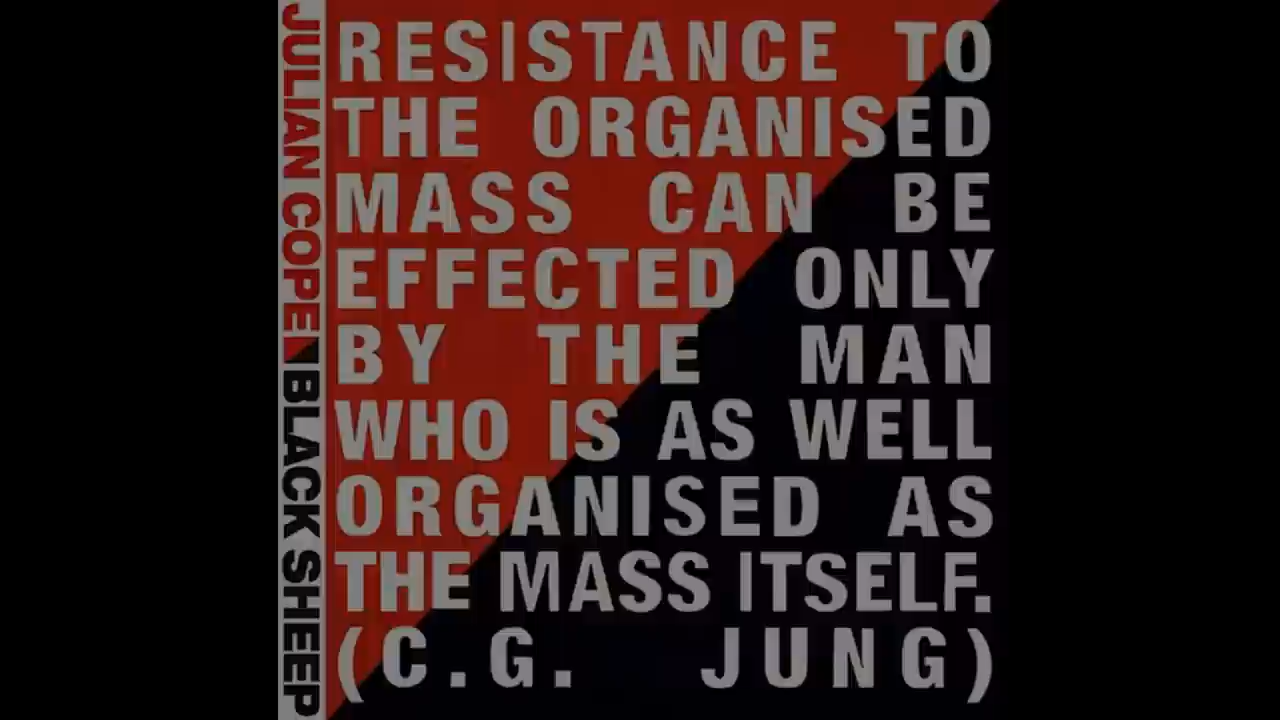 JULIAN COPE BLACK SHEEP
RESISTANCE TO
THE ORGANISED
MASS CAN BE
EFFECTED ONLY
BY THE MAN
WHO IS AS WELL
ORGANISED AS
THE MASS ITSELF.
(C.G. JUNG)